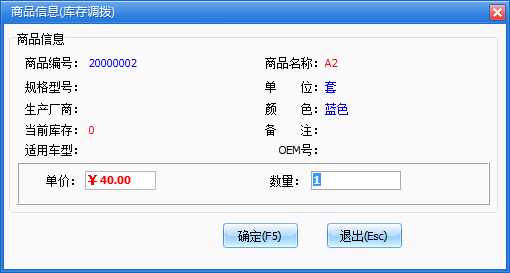 商品信息(库存调拨)
商品信息
商品编号： 20000002 商品名称： A2
规格型号： 单 位： 套
生产厂商： 颜 色： 蓝色
当前库存： 0 备 注：
适用车型： OEM号：
单价： ￥40.00 数量： 1
确定(F5) 退出(Esc)